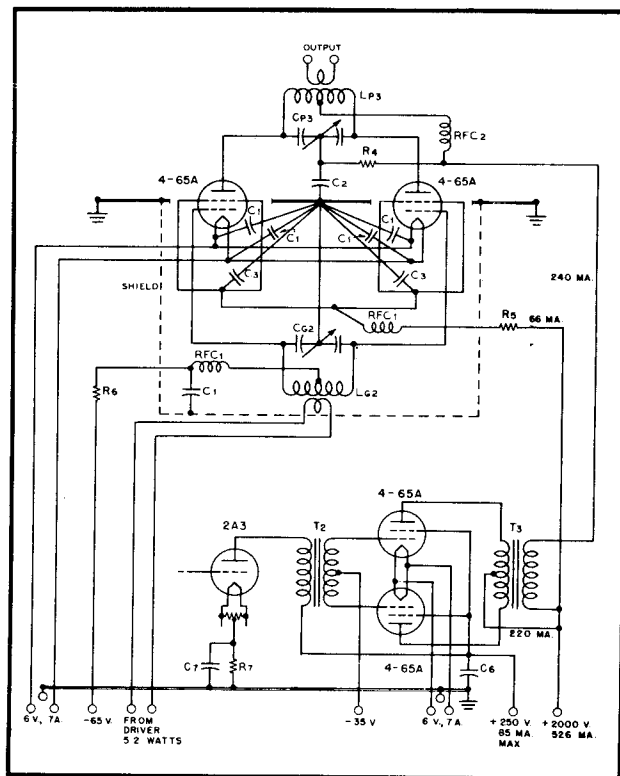 OUTPUT
LP3
CP3
RFC2
R4
4-65A
C2
4-65A
C1
C1
C1
C1
C3
C3
SHIELD
240 MA.
RFC1
R5
66 MA.
CG2
RFC1
R6
C1
LG2
4-65A
2A3
T2
T3
220 MA.
4-65A
C7
R7
C6
6 V., 7A.
-65 V.
FROM
DRIVER
5.2 WATTS
-35 V
6 V., 7A.
+250 V.
85 MA.
MAX
+2000 V.
526 MA.